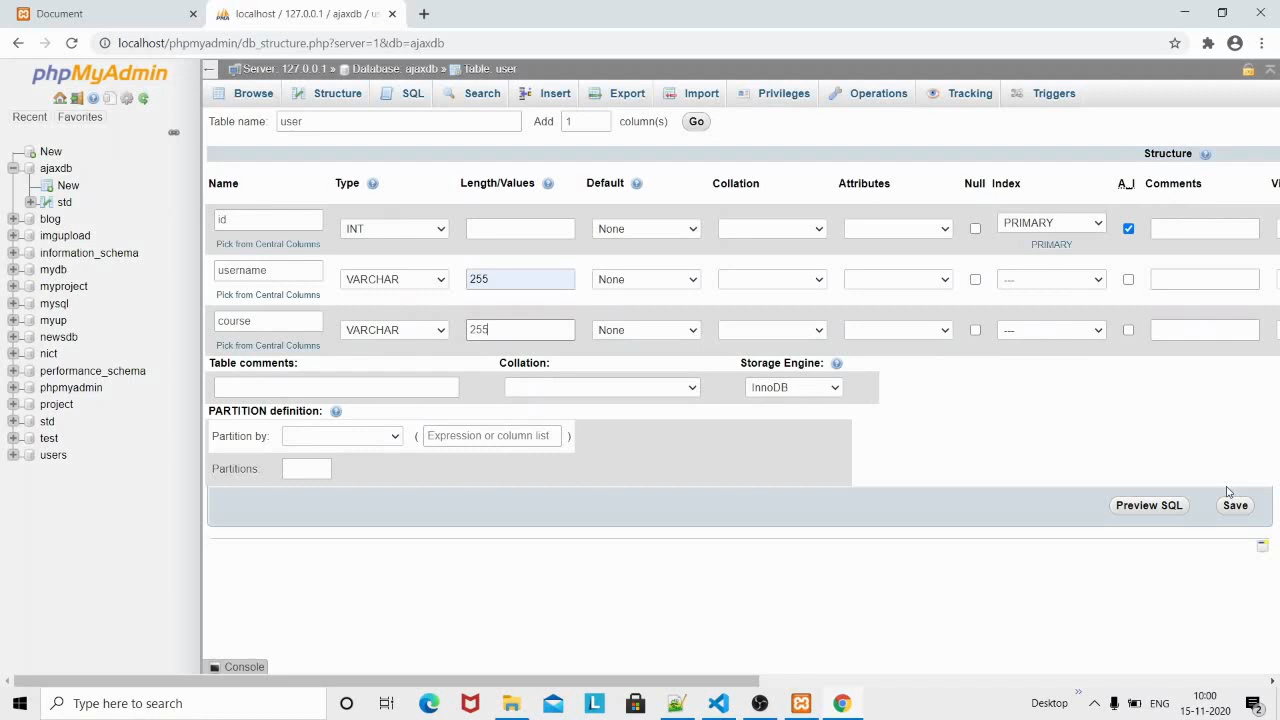 Document
localhost / 127.0.0.1 / ajaxdb / us
localhost/phpmyadmin/db_structure.php?server=1&db=ajaxdb
phpMyAdmin
Recent Favorites
New
ajaxdb
New
std
blog
imgupload
information_schema
mydb
myproject
mysql
myup
newsdb
nict
performance_schema
phpmyadmin
project
std
test
users
Server: 127.0.0.1 » Database: ajaxdb » Table: user
Browse Structure SQL Search Insert Export Import Privileges Operations Tracking Triggers
Table name: user Add 1 column(s) Go
Structure
Name Type Length/Values Default Collation Attributes Null Index A_I Comments Vi
id INT None PRIMARY
Pick from Central Columns PRIMARY
username VARCHAR 255 None ---
Pick from Central Columns
course VARCHAR 255 None ---
Pick from Central Columns
Table comments: Collation: Storage Engine:
InnoDB
PARTITION definition:
Partition by: ( Expression or column list )
Partitions:
Preview SQL Save
Console
Type here to search
Desktop
ENG
10:00
15-11-2020
2